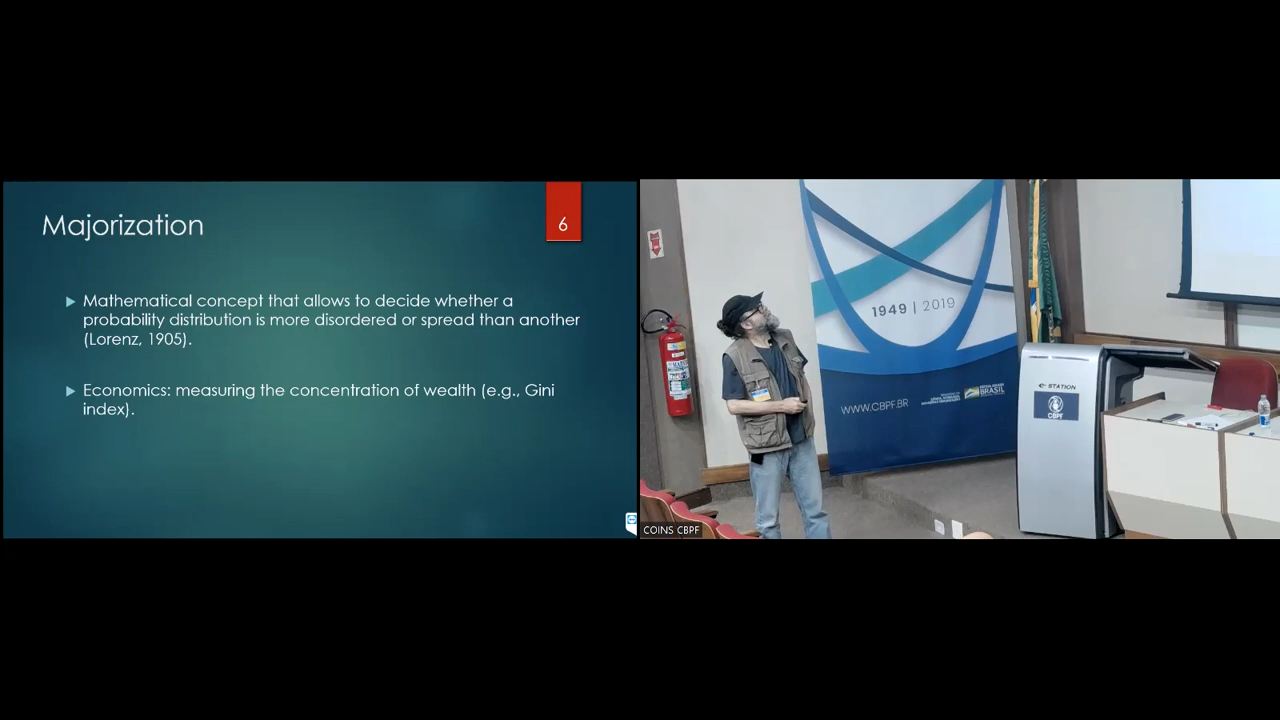 Majorization
6
Mathematical concept that allows to decide whether a
probability distribution is more disordered or spread than another
(Lorenz, 1905).
Economics: measuring the concentration of wealth (e.g., Gini
index).
1949 | 2019
WWW.CBPF.BR
BRASIL
STATION
CBPF
COINS CBPF